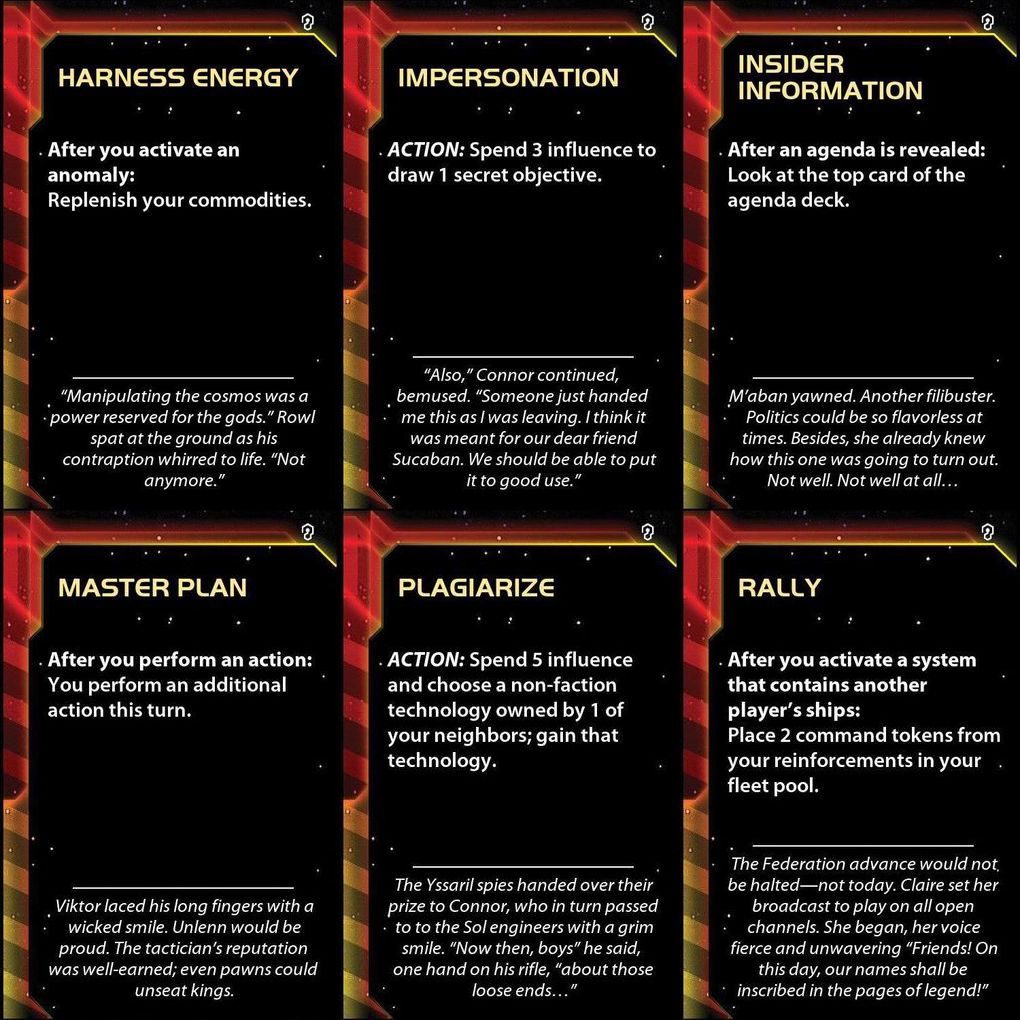 HARNESS ENERGY
After you activate an
anomaly:
Replenish your commodities.
“Manipulating the cosmos was a
power reserved for the gods.” Rowl
spat at the ground as his
contraption whirred to life. “Not
anymore.”
IMPERSONATION
ACTION: Spend 3 influence to
draw 1 secret objective.
“Also,” Connor continued,
bemused. “Someone just handed
me this as I was leaving. I think it
was meant for our dear friend
Sucaban. We should be able to put
it to good use.”
INSIDER
INFORMATION
After an agenda is revealed:
Look at the top card of the
agenda deck.
M’aban yawned. Another filibuster.
Politics could be so flavorless at
times. Besides, she already knew
how this one was going to turn out.
Not well. Not well at all…
MASTER PLAN
After you perform an action:
You perform an additional
action this turn.
Viktor laced his long fingers with a
wicked smile. Unlenn would be
proud. The tactician’s reputation
was well-earned; even pawns could
unseat kings.
PLAGIARIZE
ACTION: Spend 5 influence
and choose a non-faction
technology owned by 1 of
your neighbors; gain that
technology.
The Yssaril spies handed over their
prize to Connor, who in turn passed
to to the Sol engineers with a grim
smile. “Now then, boys” he said,
one hand on his rifle, “about those
loose ends…”
RALLY
After you activate a system
that contains another
player’s ships:
Place 2 command tokens from
your reinforcements in your
fleet pool.
The Federation advance would not
be halted—not today. Claire set her
broadcast to play on all open
channels. She began, her voice
fierce and unwavering “Friends! On
this day, our names shall be
inscribed in the pages of legend!”